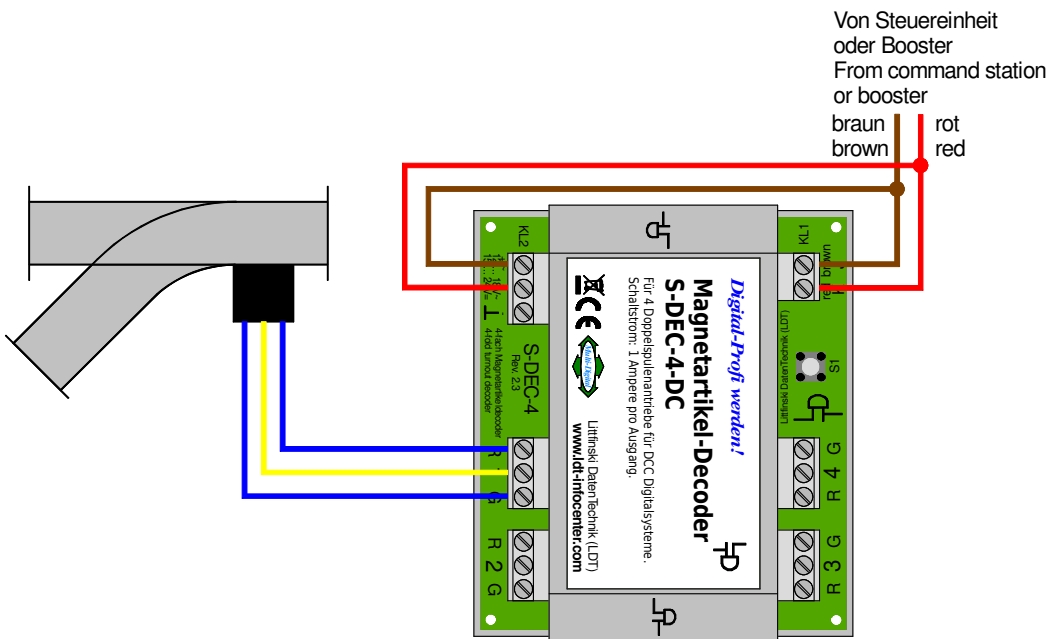 Von Steuereinheit
oder Booster
From command station
or booster
braun rot
brown red
KL2
KL1
S-DEC-4
Rev. 2.3
4-fach Magnetartikeldecoder
4-fold turnout decoder
Digital-Profi werden!
Magnetartikel-Decoder
S-DEC-4-DC
Für 4 Doppelspulenantriebe für DCC Digitalsysteme.
Schaltstrom: 1 Ampere pro Ausgang.
CE
Multi-Digital
Littfinski DatenTechnik (LDT)
www.ldt-infocenter.com
S1
Littfinski DatenTechnik (LDT)
R
G
R 2 G
R 4 G
R 3 G